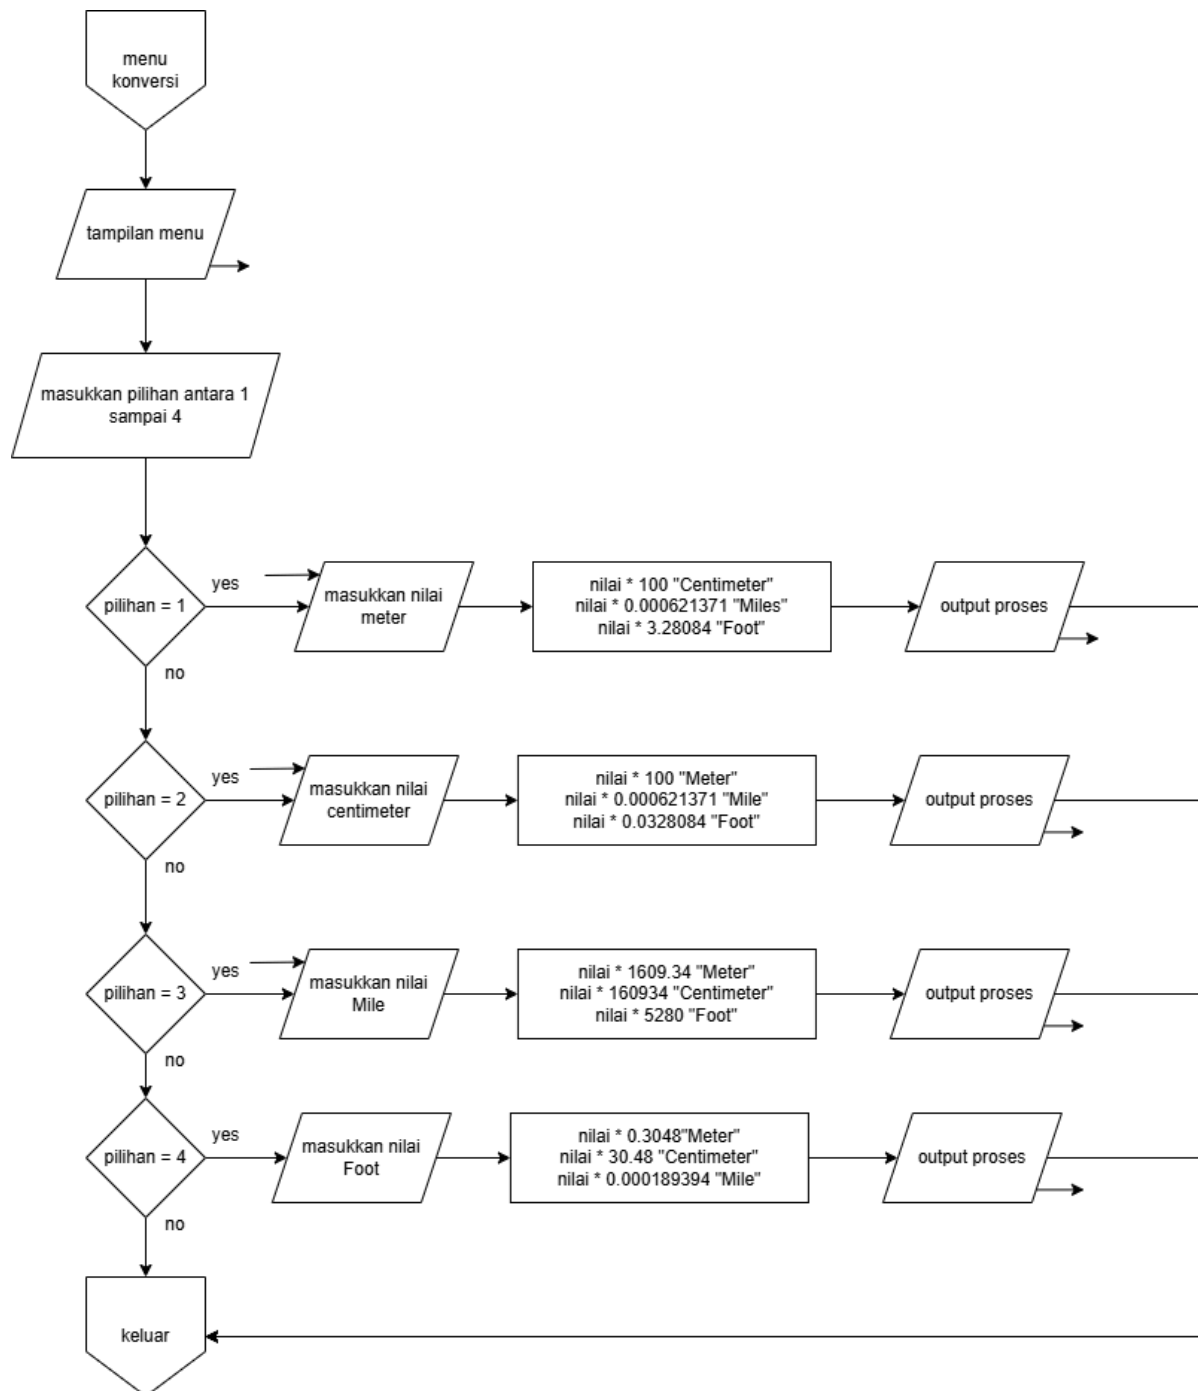 menu
konversi
tampilan menu
masukkan pilihan antara 1
sampai 4
pilihan = 1
yes
masukkan nilai
meter
nilai * 100 "Centimeter"
nilai * 0.000621371 "Miles"
nilai * 3.28084 "Foot"
output proses
no
pilihan = 2
yes
masukkan nilai
centimeter
nilai * 100 "Meter"
nilai * 0.000621371 "Mile"
nilai * 0.0328084 "Foot"
output proses
no
pilihan = 3
yes
masukkan nilai
Mile
nilai * 1609.34 "Meter"
nilai * 160934 "Centimeter"
nilai * 5280 "Foot"
output proses
no
pilihan = 4
yes
masukkan nilai
Foot
nilai * 0.3048"Meter"
nilai * 30.48 "Centimeter"
nilai * 0.000189394 "Mile"
output proses
no
keluar